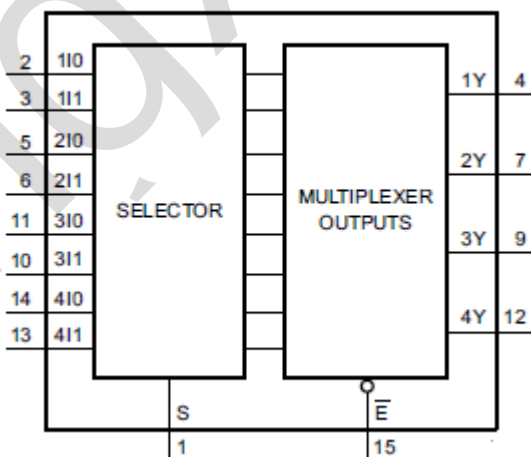 2 1I0
3 1I1
5 2I0
6 2I1
11 3I0
10 3I1
14 4I0
13 4I1
SELECTOR
MULTIPLEXER
OUTPUTS
1Y 4
2Y 7
3Y 9
4Y 12
S
1
E̅
15